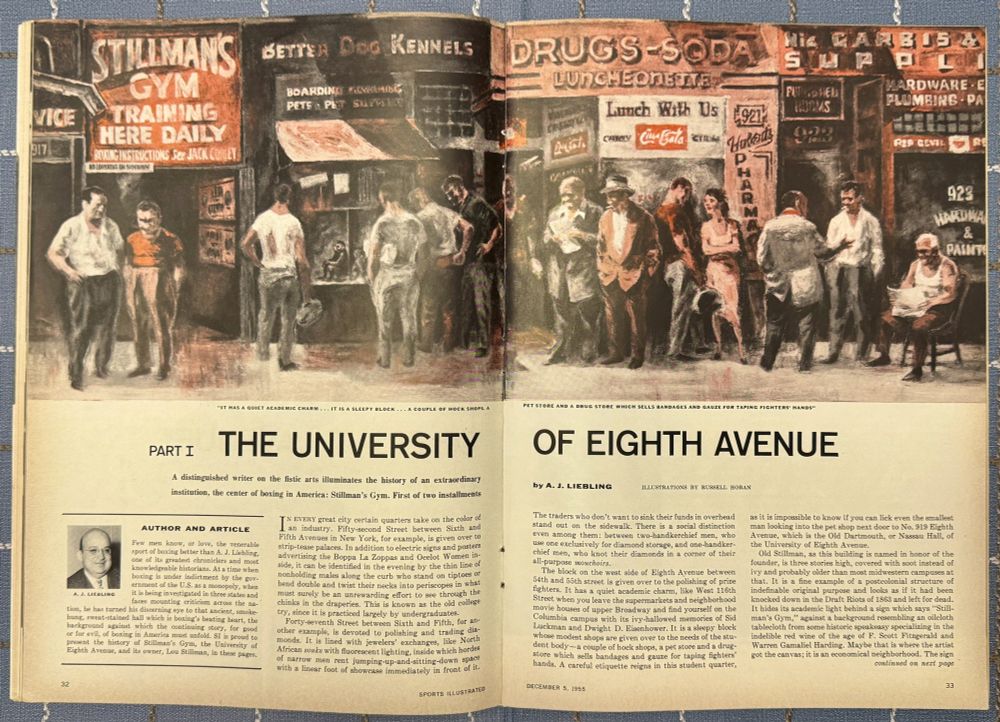 STILLMAN'S
GYM
TRAINING
HERE DAILY
BOXING INSTRUCTIONS See JACK CURLEY
VICE
917
BETTER DOG KENNELS
BOARDING
PETS PET SUPPLIES
DRUGS-SODA
LUNCHEONETTE
Lunch With Us
CANDY Coca-Cola
921
PHARMA
FURNISHED
ROOMS
923
SUPPLI
HARDWARE-E
PLUMBING-PA
RED DEVIL
923
HARDWA
&
PAINT
"IT HAS A QUIET ACADEMIC CHARM . . . IT IS A SLEEPY BLOCK . . . A COUPLE OF HOCK SHOPS, A
PET STORE AND A DRUG STORE WHICH SELLS BANDAGES AND GAUZE FOR TAPING FIGHTERS' HANDS"
PART I THE UNIVERSITY
OF EIGHTH AVENUE
A distinguished writer on the fistic arts illuminates the history of an extraordinary
institution, the center of boxing in America: Stillman's Gym. First of two installments
by A. J. LIEBLING ILLUSTRATIONS BY RUSSELL HOBAN
AUTHOR AND ARTICLE
Few men know, or love, the venerable
sport of boxing better than A. J. Liebling,
one of its greatest chroniclers and most
knowledgeable historians. At a time when
boxing is under indictment by the gov-
ernment of the U.S. as a monopoly, when
it is being investigated in three states and
faces mounting criticism across the na-
tion, he has turned his discerning eye to that ancient, smoke-
hung, sweat-stained hall which is boxing's beating heart, the
background against which the continuing story, for good
or for evil, of boxing in America must unfold. SI is proud to
present the history of Stillman's Gym, the University of
Eighth Avenue, and its owner, Lou Stillman, in these pages.
A. J. LIEBLING
IN EVERY great city certain quarters take on the color of
an industry. Fifty-second Street between Sixth and
Fifth Avenues in New York, for example, is given over to
strip-tease palaces. In addition to electric signs and posters
advertising the Boppa La Zoppas and Ocelot Women in-
side, it can be identified in the evening by the thin line of
nonholding males along the curb who stand on tiptoes or
bend double and twist their necks into periscopes in what
must surely be an unrewarding effort to see through the
chinks in the draperies. This is known as the old college
try, since it is practiced largely by undergraduates.
Forty-seventh Street between Sixth and Fifth, for an-
other example, is devoted to polishing and trading dia-
monds. It is lined with jewelers' exchanges, like North
African souks with fluorescent lighting, inside which hordes
of narrow men rent jumping-up-and-sitting-down space
with a linear foot of showcase immediately in front of it.
The traders who don't want to sink their funds in overhead
stand out on the sidewalk. There is a social distinction
even among them: between two-handkerchief men, who
use one exclusively for diamond storage, and one-handker-
chief men, who knot their diamonds in a corner of their
all-purpose mouchoirs.
The block on the west side of Eighth Avenue between
54th and 55th street is given over to the polishing of prize
fighters. It has a quiet academic charm, like West 116th
Street when you leave the supermarkets and neighborhood
movie houses of upper Broadway and find yourself on the
Columbia campus with its ivy-hallowed memories of Sid
Luckman and Dwight D. Eisenhower. It is a sleepy block
whose modest shops are given over to the needs of the stu-
dent body—a couple of hock shops, a pet store and a drug-
store which sells bandages and gauze for taping fighters'
hands. A careful etiquette reigns in this student quarter,
as it is impossible to know if you can lick even the smallest
man looking into the pet shop next door to No. 919 Eighth
Avenue, which is the Old Dartmouth, or Nassau Hall, of
the University of Eighth Avenue.
Old Stillman, as this building is named in honor of the
founder, is three stories high, covered with soot instead of
ivy and probably older than most midwestern campuses at
that. It is a fine example of a postcolonial structure of
indefinable original purpose and looks as if it had been
knocked down in the Draft Riots of 1863 and left for dead.
It hides its academic light behind a sign which says "Still-
man's Gym," against a background resembling an oilcloth
tablecloth from some historic speakeasy specializing in the
indelible red wine of the age of F. Scott Fitzgerald and
Warren Gamaliel Harding. Maybe that is where the artist
got the canvas; it is an economical neighborhood. The sign
continued on next page
32
SPORTS ILLUSTRATED
DECEMBER 5, 1955
33